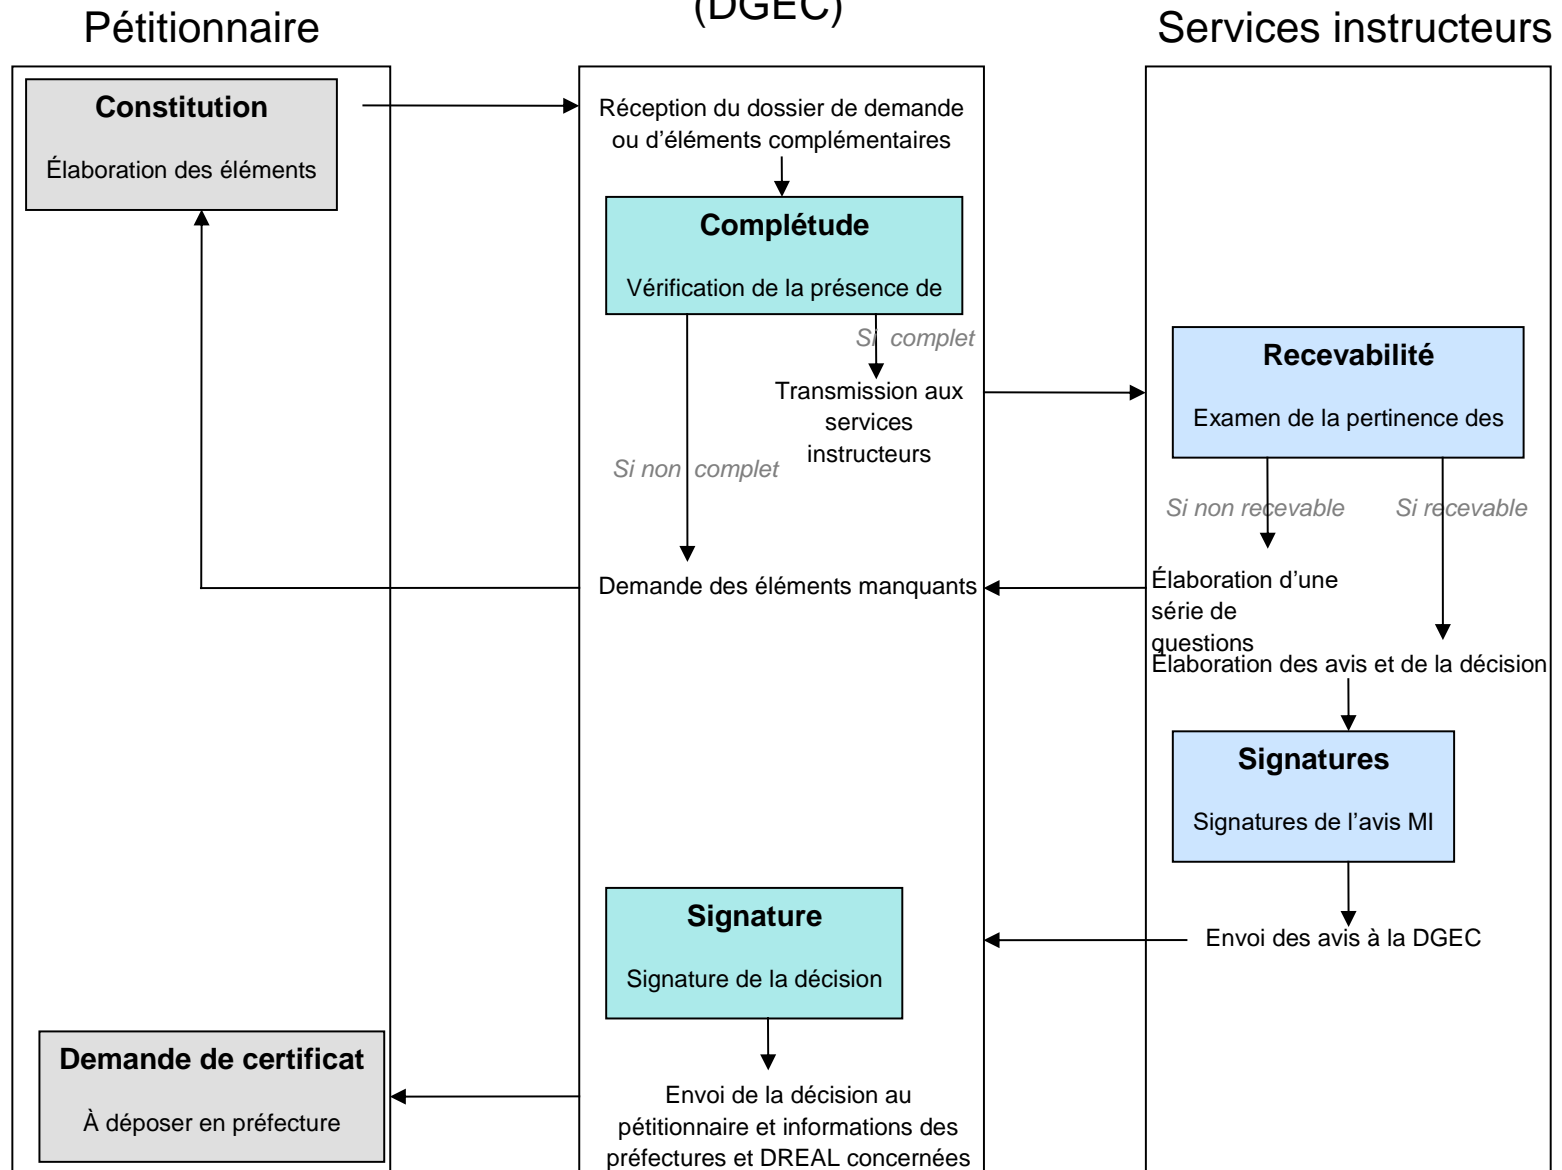 (DGEC)
Pétitionnaire
Services instructeurs
Constitution
Élaboration des éléments
Réception du dossier de demande
ou d’éléments complémentaires
Complétude
Vérification de la présence de
Si complet
Transmission aux
services
instructeurs
Si non complet
Demande des éléments manquants
Recevabilité
Examen de la pertinence des
Si non recevable
Si recevable
Élaboration d’une
série de
questions
Élaboration des avis et de la décision
Signatures
Signatures de l’avis MI
Envoi des avis à la DGEC
Signature
Signature de la décision
Envoi de la décision au
pétitionnaire et informations des
préfectures et DREAL concernées
Demande de certificat
À déposer en préfecture